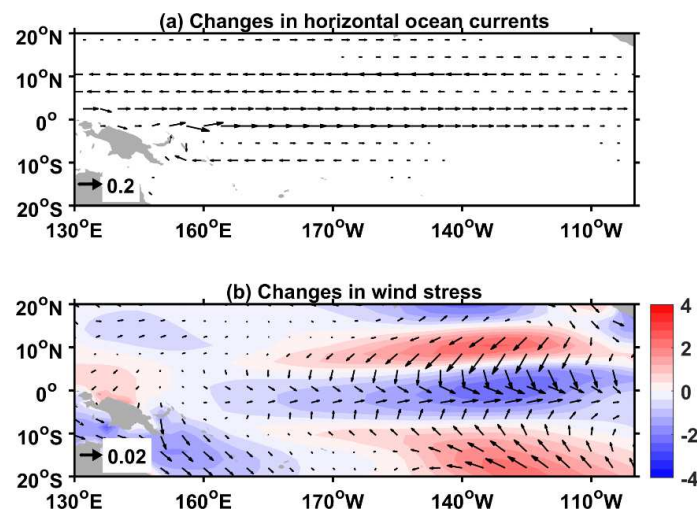 (a) Changes in horizontal ocean currents
20°N
10°N
0°
10°S
20°S
0.2
130°E 160°E 170°W 140°W 110°W
(b) Changes in wind stress
20°N
10°N
0°
10°S
20°S
0.02
130°E 160°E 170°W 140°W 110°W
4
2
0
-2
-4